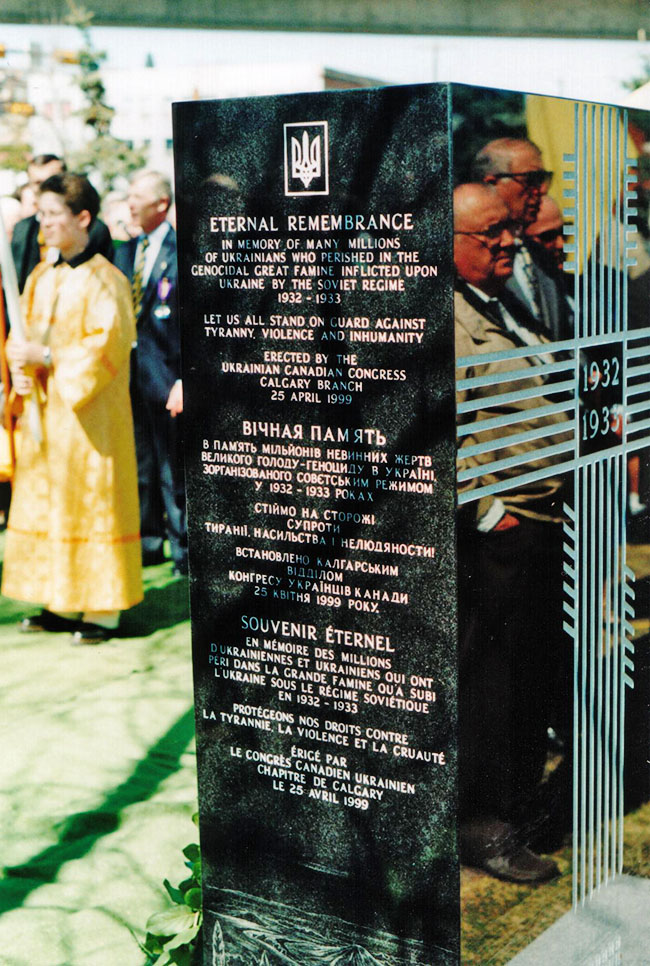 ETERNAL REMEMBRANCE
IN MEMORY OF MANY MILLIONS
OF UKRAINIANS WHO PERISHED IN THE
GENOCIDAL GREAT FAMINE INFLICTED UPON
UKRAINE BY THE SOVIET REGIME
1932 - 1933
LET US ALL STAND ON GUARD AGAINST
TYRANNY, VIOLENCE AND INHUMANITY
ERECTED BY THE
UKRAINIAN CANADIAN CONGRESS
CALGARY BRANCH
25 APRIL 1999
ВІЧНАЯ ПАМ'ЯТЬ
В ПАМ'ЯТЬ МІЛЬЙОНІВ НЕВИННИХ ЖЕРТВ
ВЕЛИКОГО ГОЛОДУ-ГЕНОЦИДУ В УКРАЇНІ,
ЗОРГАНІЗОВАНОГО СОВЄТСЬКИМ РЕЖИМОМ
У 1932 - 1933 РОКАХ
СТІЙМО НА СТОРОЖІ
СУПРОТИ
ТИРАНІЇ, НАСИЛЬСТВА І НЕЛЮДЯНОСТИ!
ВСТАНОВЛЕНО КАЛГАРСЬКИМ
ВІДДІЛОМ
КОНГРЕСУ УКРАЇНЦІВ КАНАДИ
25 КВІТНЯ 1999 РОКУ.
SOUVENIR ÉTERNEL
EN MÉMOIRE DES MILLIONS
D'UKRAINIENNES ET UKRAINIENS QUI ONT
PÉRI DANS LA GRANDE FAMINE QU'A SUBI
L'UKRAINE SOUS LE RÉGIME SOVIÉTIQUE
EN 1932 - 1933
PROTÉGEONS NOS DROITS CONTRE
LA TYRANNIE, LA VIOLENCE ET LA CRUAUTÉ
ÉRIGÉ PAR
LE CONGRÈS CANADIEN UKRAINIEN
CHAPITRE DE CALGARY
LE 25 AVRIL 1999
1932
1933